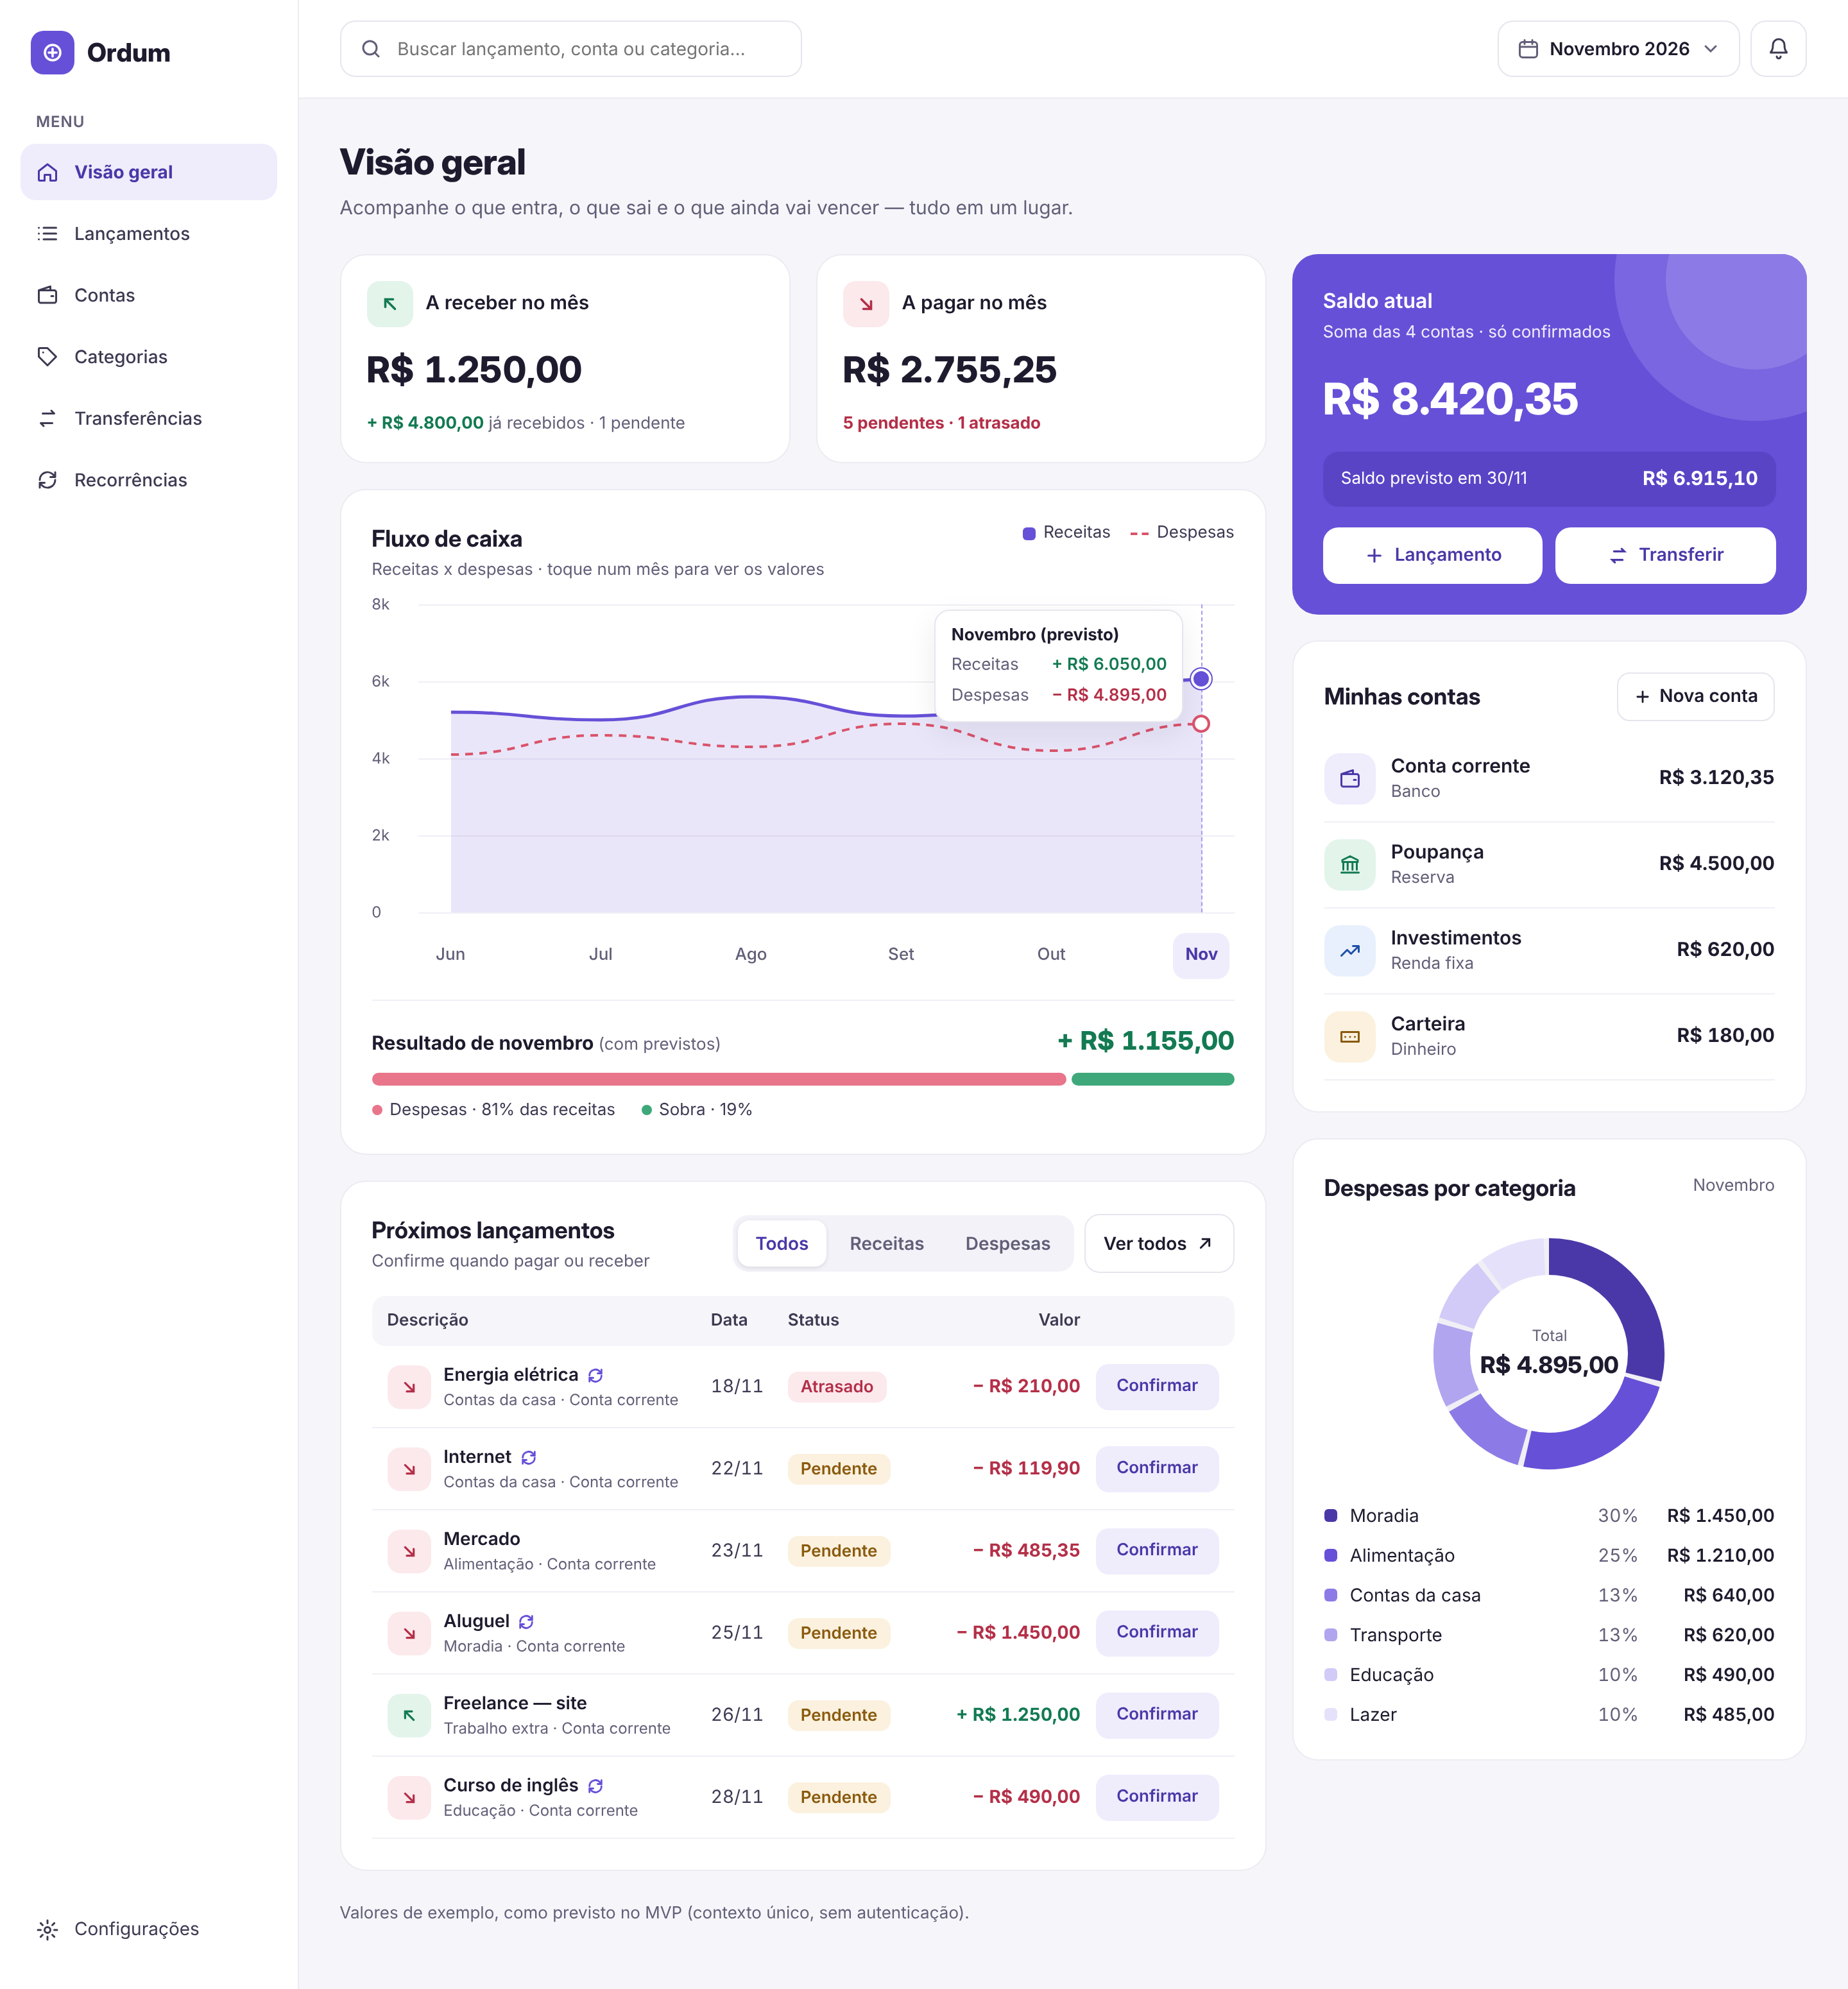 Ordum
MENU
Visão geral
Lançamentos
Contas
Categorias
Transferências
Recorrências
Configurações
Buscar lançamento, conta ou categoria...
Novembro 2026
Visão geral
Acompanhe o que entra, o que sai e o que ainda vai vencer — tudo em um lugar.
A receber no mês
R$ 1.250,00
+ R$ 4.800,00 já recebidos · 1 pendente
A pagar no mês
R$ 2.755,25
5 pendentes · 1 atrasado
Saldo atual
Soma das 4 contas · só confirmados
R$ 8.420,35
Saldo previsto em 30/11 R$ 6.915,10
Lançamento Transferir
Fluxo de caixa
Receitas x despesas · toque num mês para ver os valores
Receitas Despesas
8k
6k
4k
2k
0
Novembro (previsto)
Receitas + R$ 6.050,00
Despesas − R$ 4.895,00
Jun Jul Ago Set Out Nov
Resultado de novembro (com previstos) + R$ 1.155,00
Despesas · 81% das receitas Sobra · 19%
Minhas contas
Nova conta
Conta corrente
Banco
R$ 3.120,35
Poupança
Reserva
R$ 4.500,00
Investimentos
Renda fixa
R$ 620,00
Carteira
Dinheiro
R$ 180,00
Próximos lançamentos
Confirme quando pagar ou receber
Todos Receitas Despesas
Ver todos
Descrição Data Status Valor
Energia elétrica
Contas da casa · Conta corrente
18/11 Atrasado − R$ 210,00 Confirmar
Internet
Contas da casa · Conta corrente
22/11 Pendente − R$ 119,90 Confirmar
Mercado
Alimentação · Conta corrente
23/11 Pendente − R$ 485,35 Confirmar
Aluguel
Moradia · Conta corrente
25/11 Pendente − R$ 1.450,00 Confirmar
Freelance — site
Trabalho extra · Conta corrente
26/11 Pendente + R$ 1.250,00 Confirmar
Curso de inglês
Educação · Conta corrente
28/11 Pendente − R$ 490,00 Confirmar
Despesas por categoria
Novembro
Total
R$ 4.895,00
Moradia 30% R$ 1.450,00
Alimentação 25% R$ 1.210,00
Contas da casa 13% R$ 640,00
Transporte 13% R$ 620,00
Educação 10% R$ 490,00
Lazer 10% R$ 485,00
Valores de exemplo, como previsto no MVP (contexto único, sem autenticação).